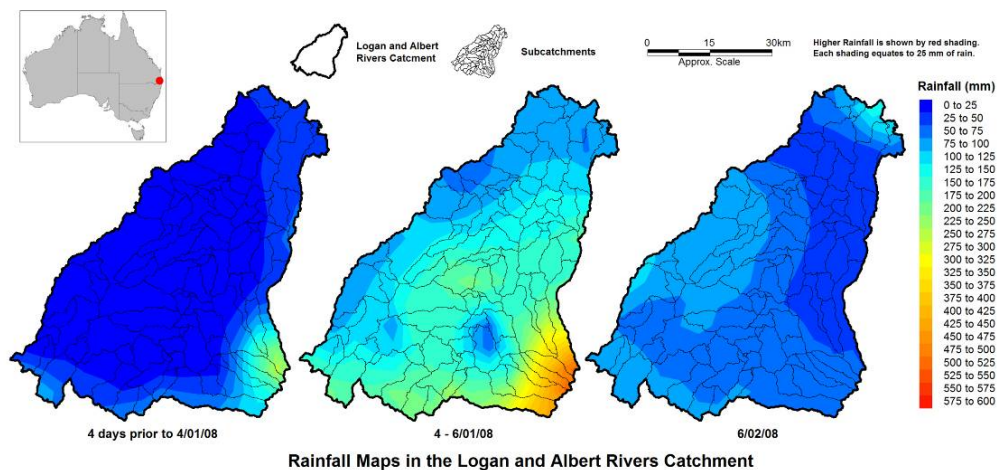 Logan and Albert
Rivers Catcment
Subcatchments
0 15 30km
Approx. Scale
Higher Rainfall is shown by red shading.
Each shading equates to 25 mm of rain.
Rainfall (mm)
0 to 25
25 to 50
50 to 75
75 to 100
100 to 125
125 to 150
150 to 175
175 to 200
200 to 225
225 to 250
250 to 275
275 to 300
300 to 325
325 to 350
350 to 375
375 to 400
400 to 425
425 to 450
450 to 475
475 to 500
500 to 525
525 to 550
550 to 575
575 to 600
4 days prior to 4/01/08
4 - 6/01/08
6/02/08
Rainfall Maps in the Logan and Albert Rivers Catchment